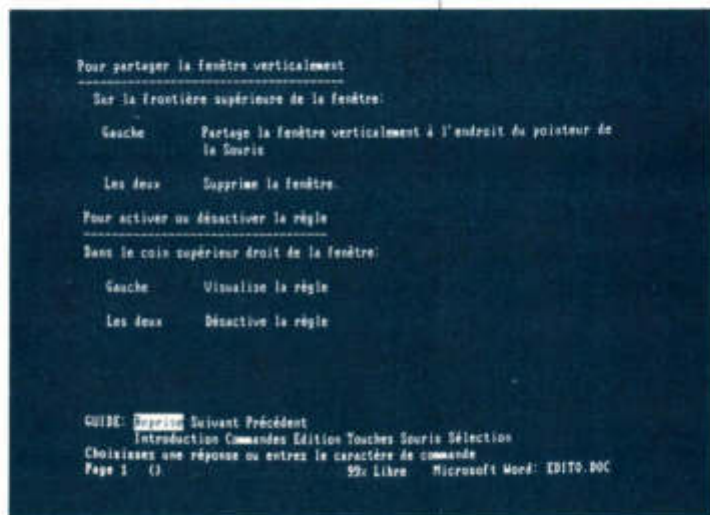 Pour partager la fenêtre verticalement
Sur la frontière supérieure de la fenêtre:
Gauche Partage la fenêtre verticalement à l'endroit du pointeur de
la Souris
Les deux Supprime la fenêtre.
Pour activer ou désactiver la règle
Dans le coin supérieur droit de la fenêtre:
Gauche Visualise la règle
Les deux Désactive la règle
GUIDE: Reprise Suivant Précédent
Introduction Commandes Edition Touches Souris Sélection
Choisissez une réponse ou entrez le caractère de commande
Page 1 () 99% Libre Microsoft Word: EDITO.DOC